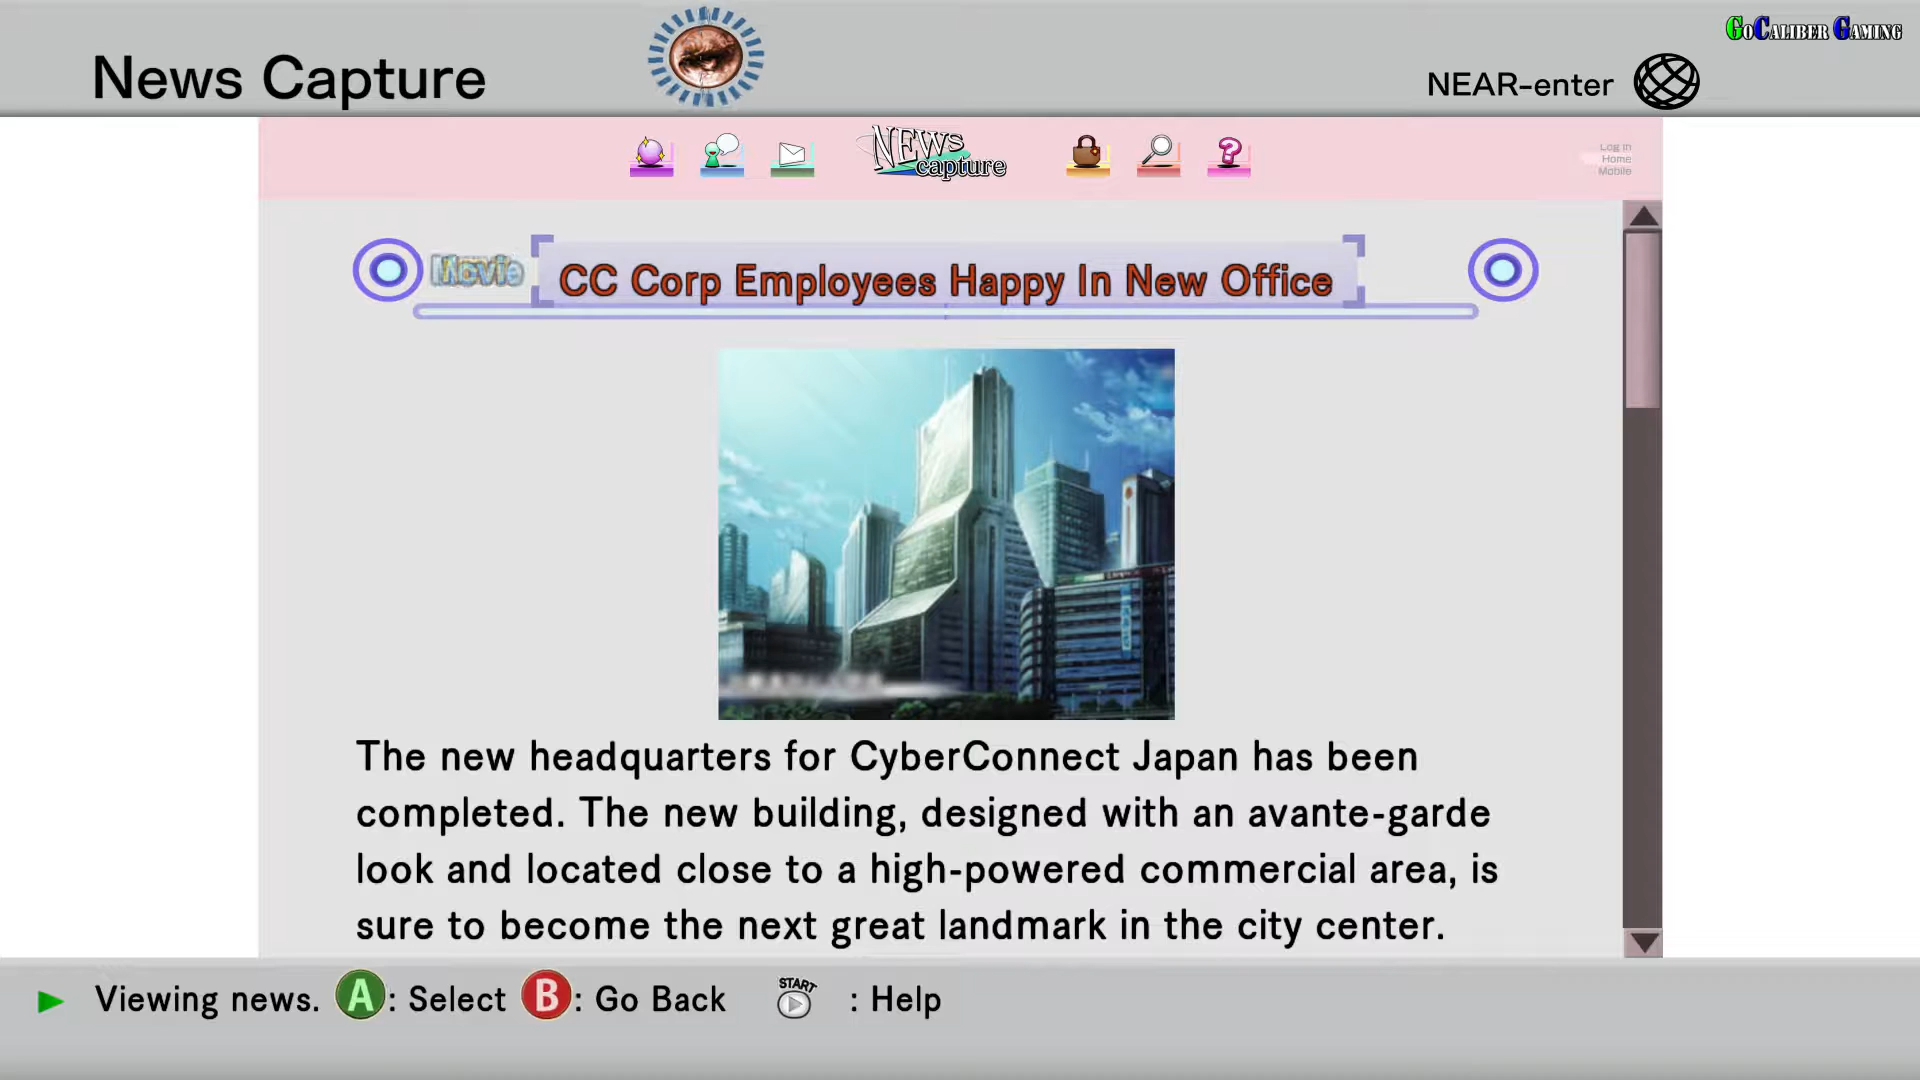 GoCaliber Gaming
News Capture
NEAR-enter
NEWS
capture
Log in
Home
Mobile
Movie
CC Corp Employees Happy In New Office
The new headquarters for CyberConnect Japan has been
completed. The new building, designed with an avante-garde
look and located close to a high-powered commercial area, is
sure to become the next great landmark in the city center.
Viewing news. A: Select B: Go Back START : Help